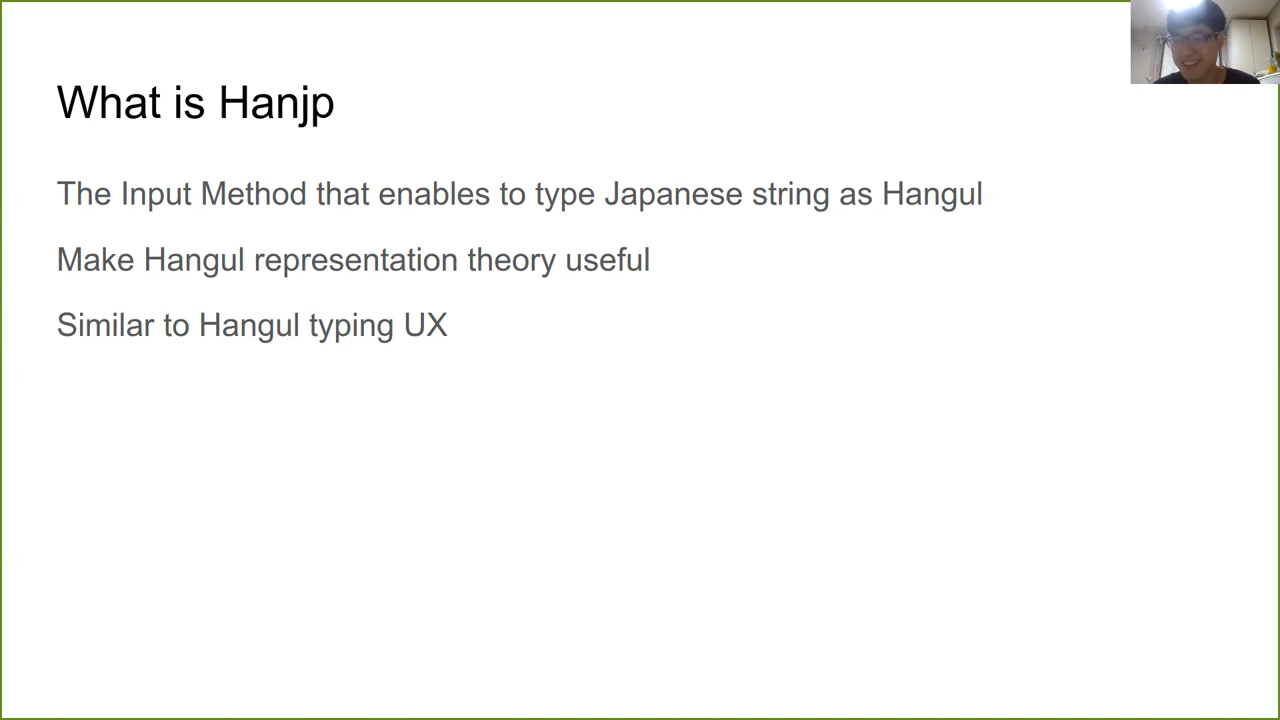 What is Hanjp
The Input Method that enables to type Japanese string as Hangul
Make Hangul representation theory useful
Similar to Hangul typing UX